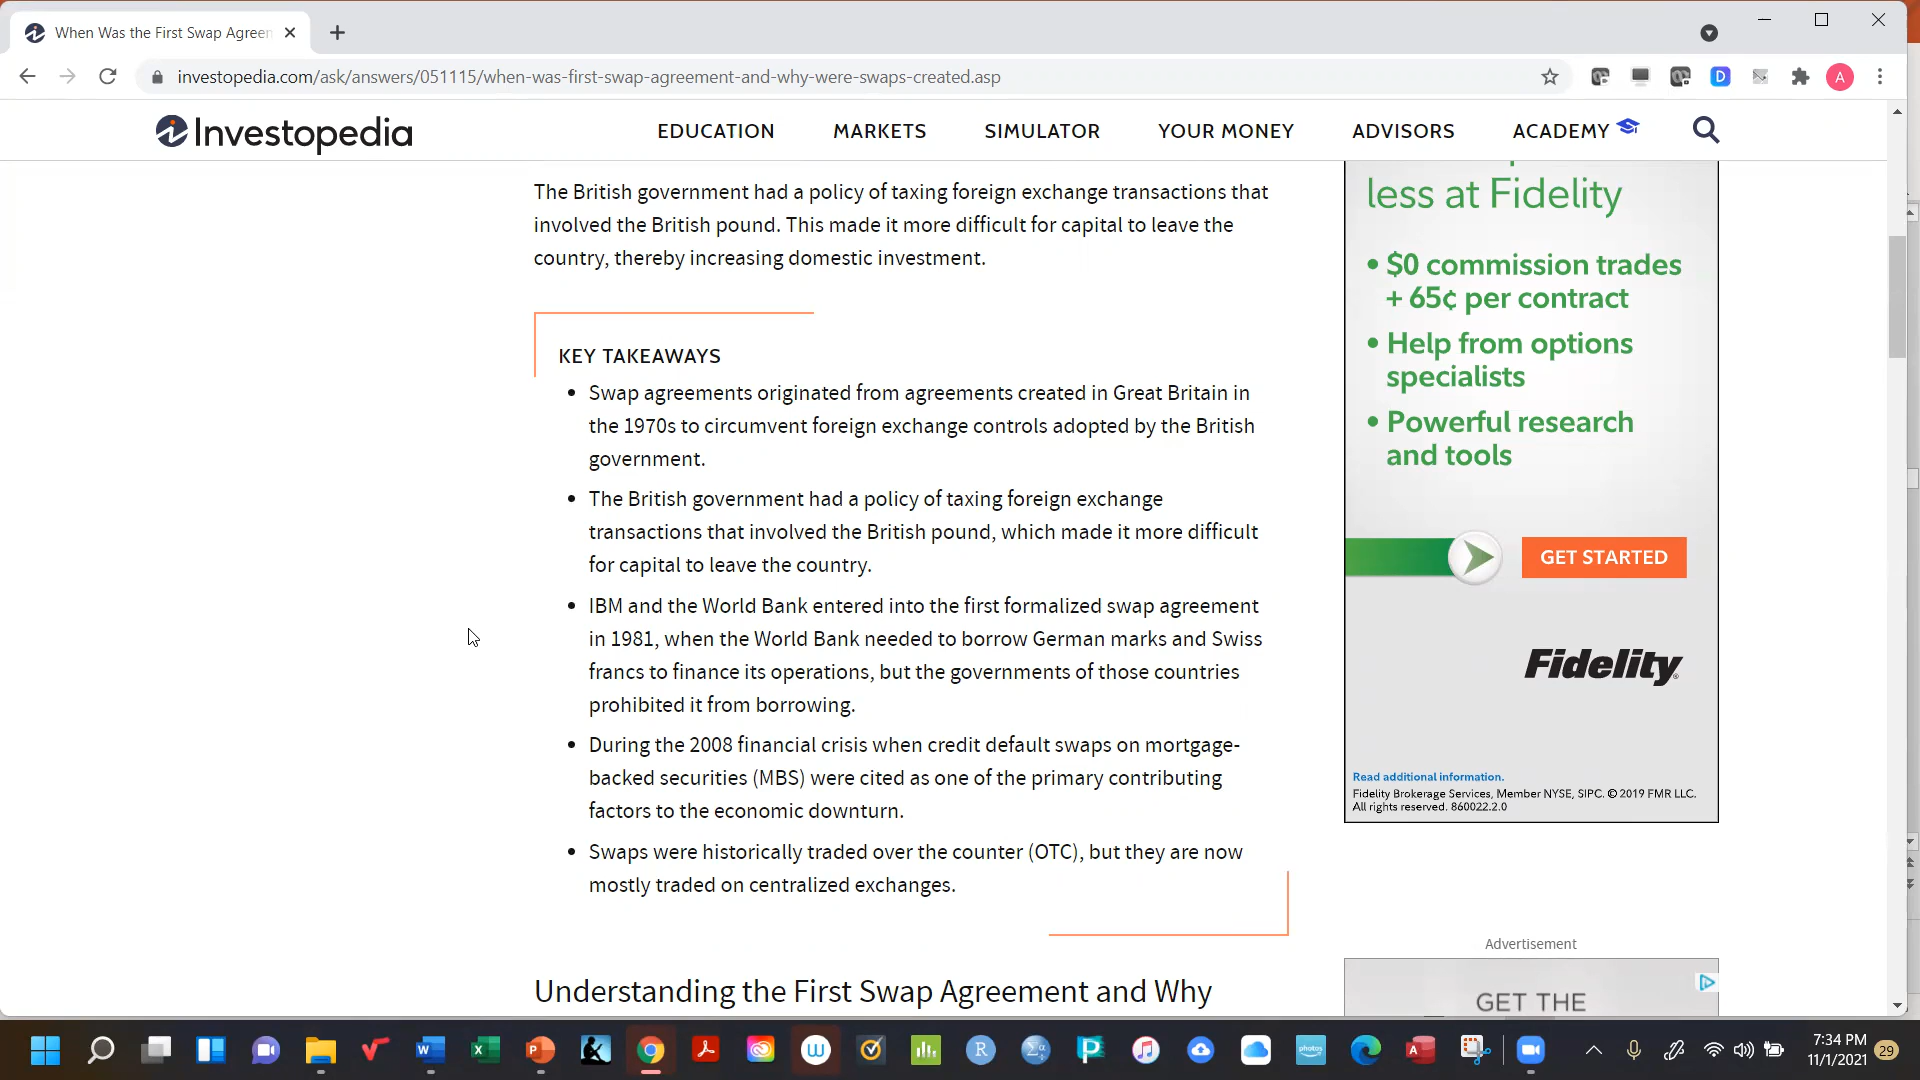 When Was the First Swap Agreen
investopedia.com/ask/answers/051115/when-was-first-swap-agreement-and-why-were-swaps-created.asp
A
Investopedia
EDUCATION
MARKETS
SIMULATOR
YOUR MONEY
ADVISORS
ACADEMY
The British government had a policy of taxing foreign exchange transactions that
involved the British pound. This made it more difficult for capital to leave the
country, thereby increasing domestic investment.
KEY TAKEAWAYS
• Swap agreements originated from agreements created in Great Britain in
the 1970s to circumvent foreign exchange controls adopted by the British
government.
• The British government had a policy of taxing foreign exchange
transactions that involved the British pound, which made it more difficult
for capital to leave the country.
• IBM and the World Bank entered into the first formalized swap agreement
in 1981, when the World Bank needed to borrow German marks and Swiss
francs to finance its operations, but the governments of those countries
prohibited it from borrowing.
• During the 2008 financial crisis when credit default swaps on mortgage-
backed securities (MBS) were cited as one of the primary contributing
factors to the economic downturn.
• Swaps were historically traded over the counter (OTC), but they are now
mostly traded on centralized exchanges.
Understanding the First Swap Agreement and Why
less at Fidelity
• $0 commission trades
+ 65¢ per contract
• Help from options
specialists
• Powerful research
and tools
GET STARTED
Fidelity
Read additional information.
Fidelity Brokerage Services, Member NYSE, SIPC. © 2019 FMR LLC.
All rights reserved. 860022.2.0
Advertisement
GET THE
photos
7:34 PM
11/1/2021
29